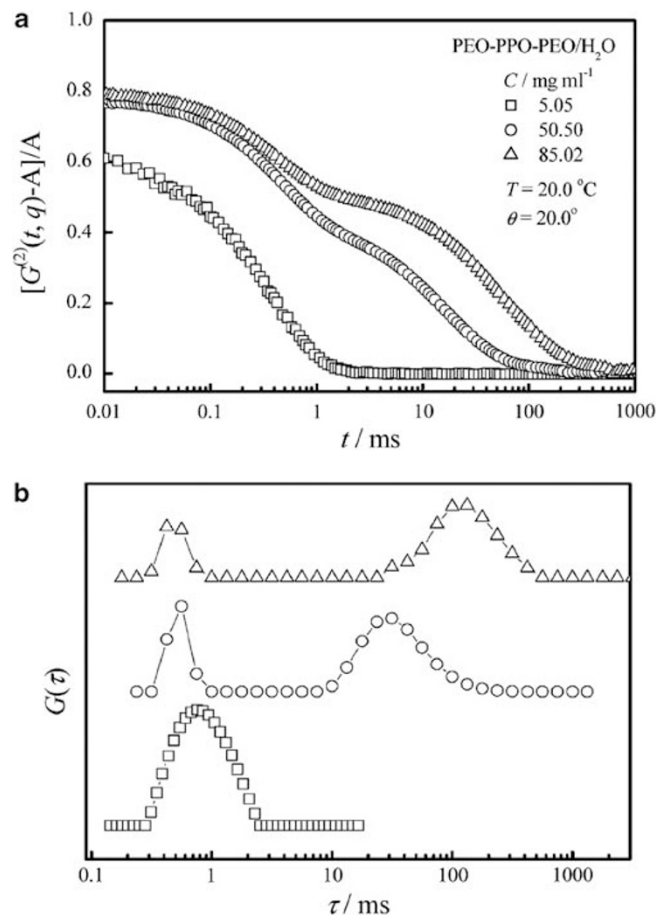 a
1.0
0.8
0.6
0.4
0.2
0.0
[G⁽²⁾(t, q)-A]/A
PEO-PPO-PEO/H₂O
C / mg ml⁻¹
□ 5.05
○ 50.50
△ 85.02
T = 20.0 °C
θ = 20.0°
0.01 0.1 1 10 100 1000
t / ms
b
G(τ)
0.1 1 10 100 1000
τ / ms